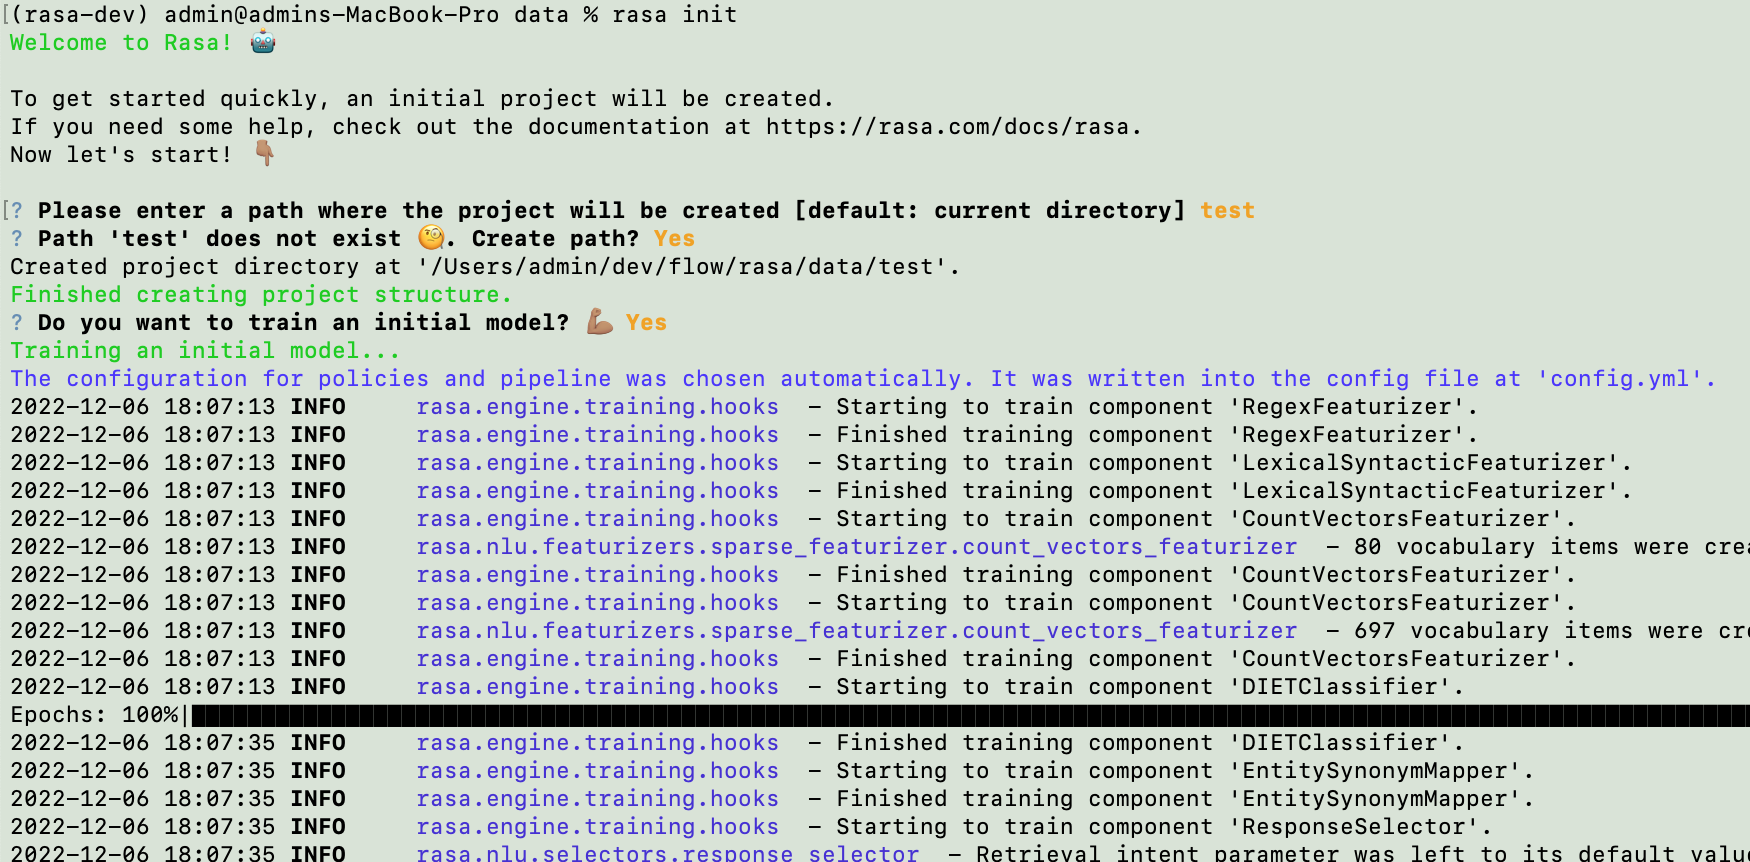 (rasa-dev) admin@admins-MacBook-Pro data % rasa init
Welcome to Rasa! 🤖
To get started quickly, an initial project will be created.
If you need some help, check out the documentation at https://rasa.com/docs/rasa.
Now let's start! 👇🏽
? Please enter a path where the project will be created [default: current directory] test
? Path 'test' does not exist 🧐. Create path? Yes
Created project directory at '/Users/admin/dev/flow/rasa/data/test'.
Finished creating project structure.
? Do you want to train an initial model? 💪🏽 Yes
Training an initial model...
The configuration for policies and pipeline was chosen automatically. It was written into the config file at 'config.yml'.
2022-12-06 18:07:13 INFO     rasa.engine.training.hooks  - Starting to train component 'RegexFeaturizer'.
2022-12-06 18:07:13 INFO     rasa.engine.training.hooks  - Finished training component 'RegexFeaturizer'.
2022-12-06 18:07:13 INFO     rasa.engine.training.hooks  - Starting to train component 'LexicalSyntacticFeaturizer'.
2022-12-06 18:07:13 INFO     rasa.engine.training.hooks  - Finished training component 'LexicalSyntacticFeaturizer'.
2022-12-06 18:07:13 INFO     rasa.engine.training.hooks  - Starting to train component 'CountVectorsFeaturizer'.
2022-12-06 18:07:13 INFO     rasa.nlu.featurizers.sparse_featurizer.count_vectors_featurizer  - 80 vocabulary items were
2022-12-06 18:07:13 INFO     rasa.engine.training.hooks  - Finished training component 'CountVectorsFeaturizer'.
2022-12-06 18:07:13 INFO     rasa.engine.training.hooks  - Starting to train component 'CountVectorsFeaturizer'.
2022-12-06 18:07:13 INFO     rasa.nlu.featurizers.sparse_featurizer.count_vectors_featurizer  - 697 vocabulary items were
2022-12-06 18:07:13 INFO     rasa.engine.training.hooks  - Finished training component 'CountVectorsFeaturizer'.
2022-12-06 18:07:13 INFO     rasa.engine.training.hooks  - Starting to train component 'DIETClassifier'.
Epochs: 100%|
2022-12-06 18:07:35 INFO     rasa.engine.training.hooks  - Finished training component 'DIETClassifier'.
2022-12-06 18:07:35 INFO     rasa.engine.training.hooks  - Starting to train component 'EntitySynonymMapper'.
2022-12-06 18:07:35 INFO     rasa.engine.training.hooks  - Finished training component 'EntitySynonymMapper'.
2022-12-06 18:07:35 INFO     rasa.engine.training.hooks  - Starting to train component 'ResponseSelector'.
2022-12-06 18:07:35 INFO     rasa.nlu.selectors.response_selector  - Retrieval intent parameter was left to its default